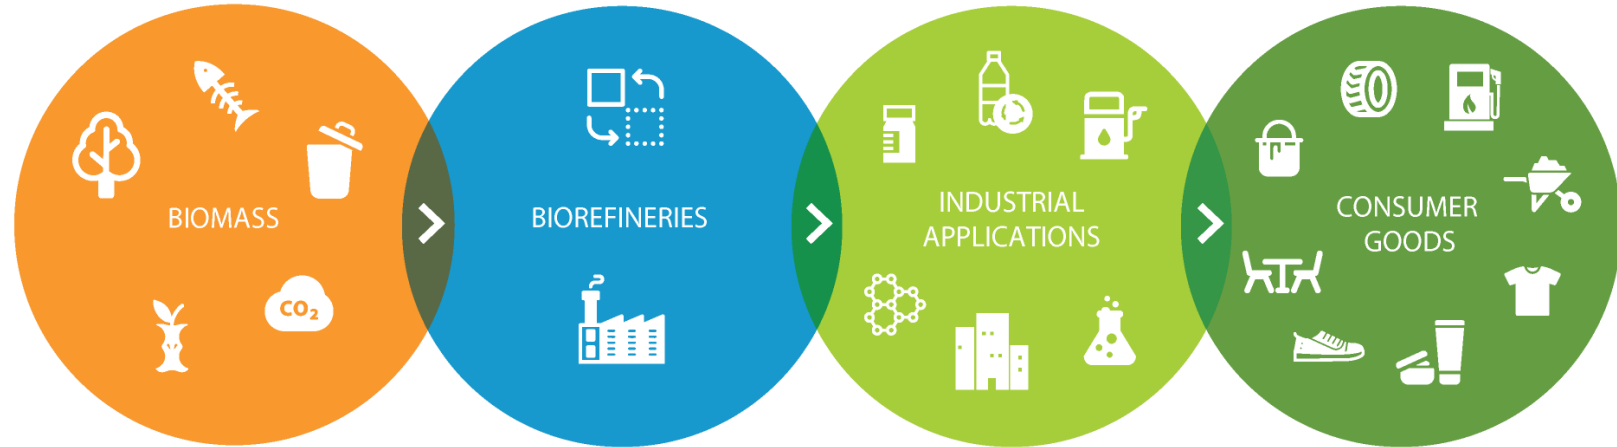 BIOMASS
CO₂
BIOREFINERIES
INDUSTRIAL
APPLICATIONS
CONSUMER
GOODS